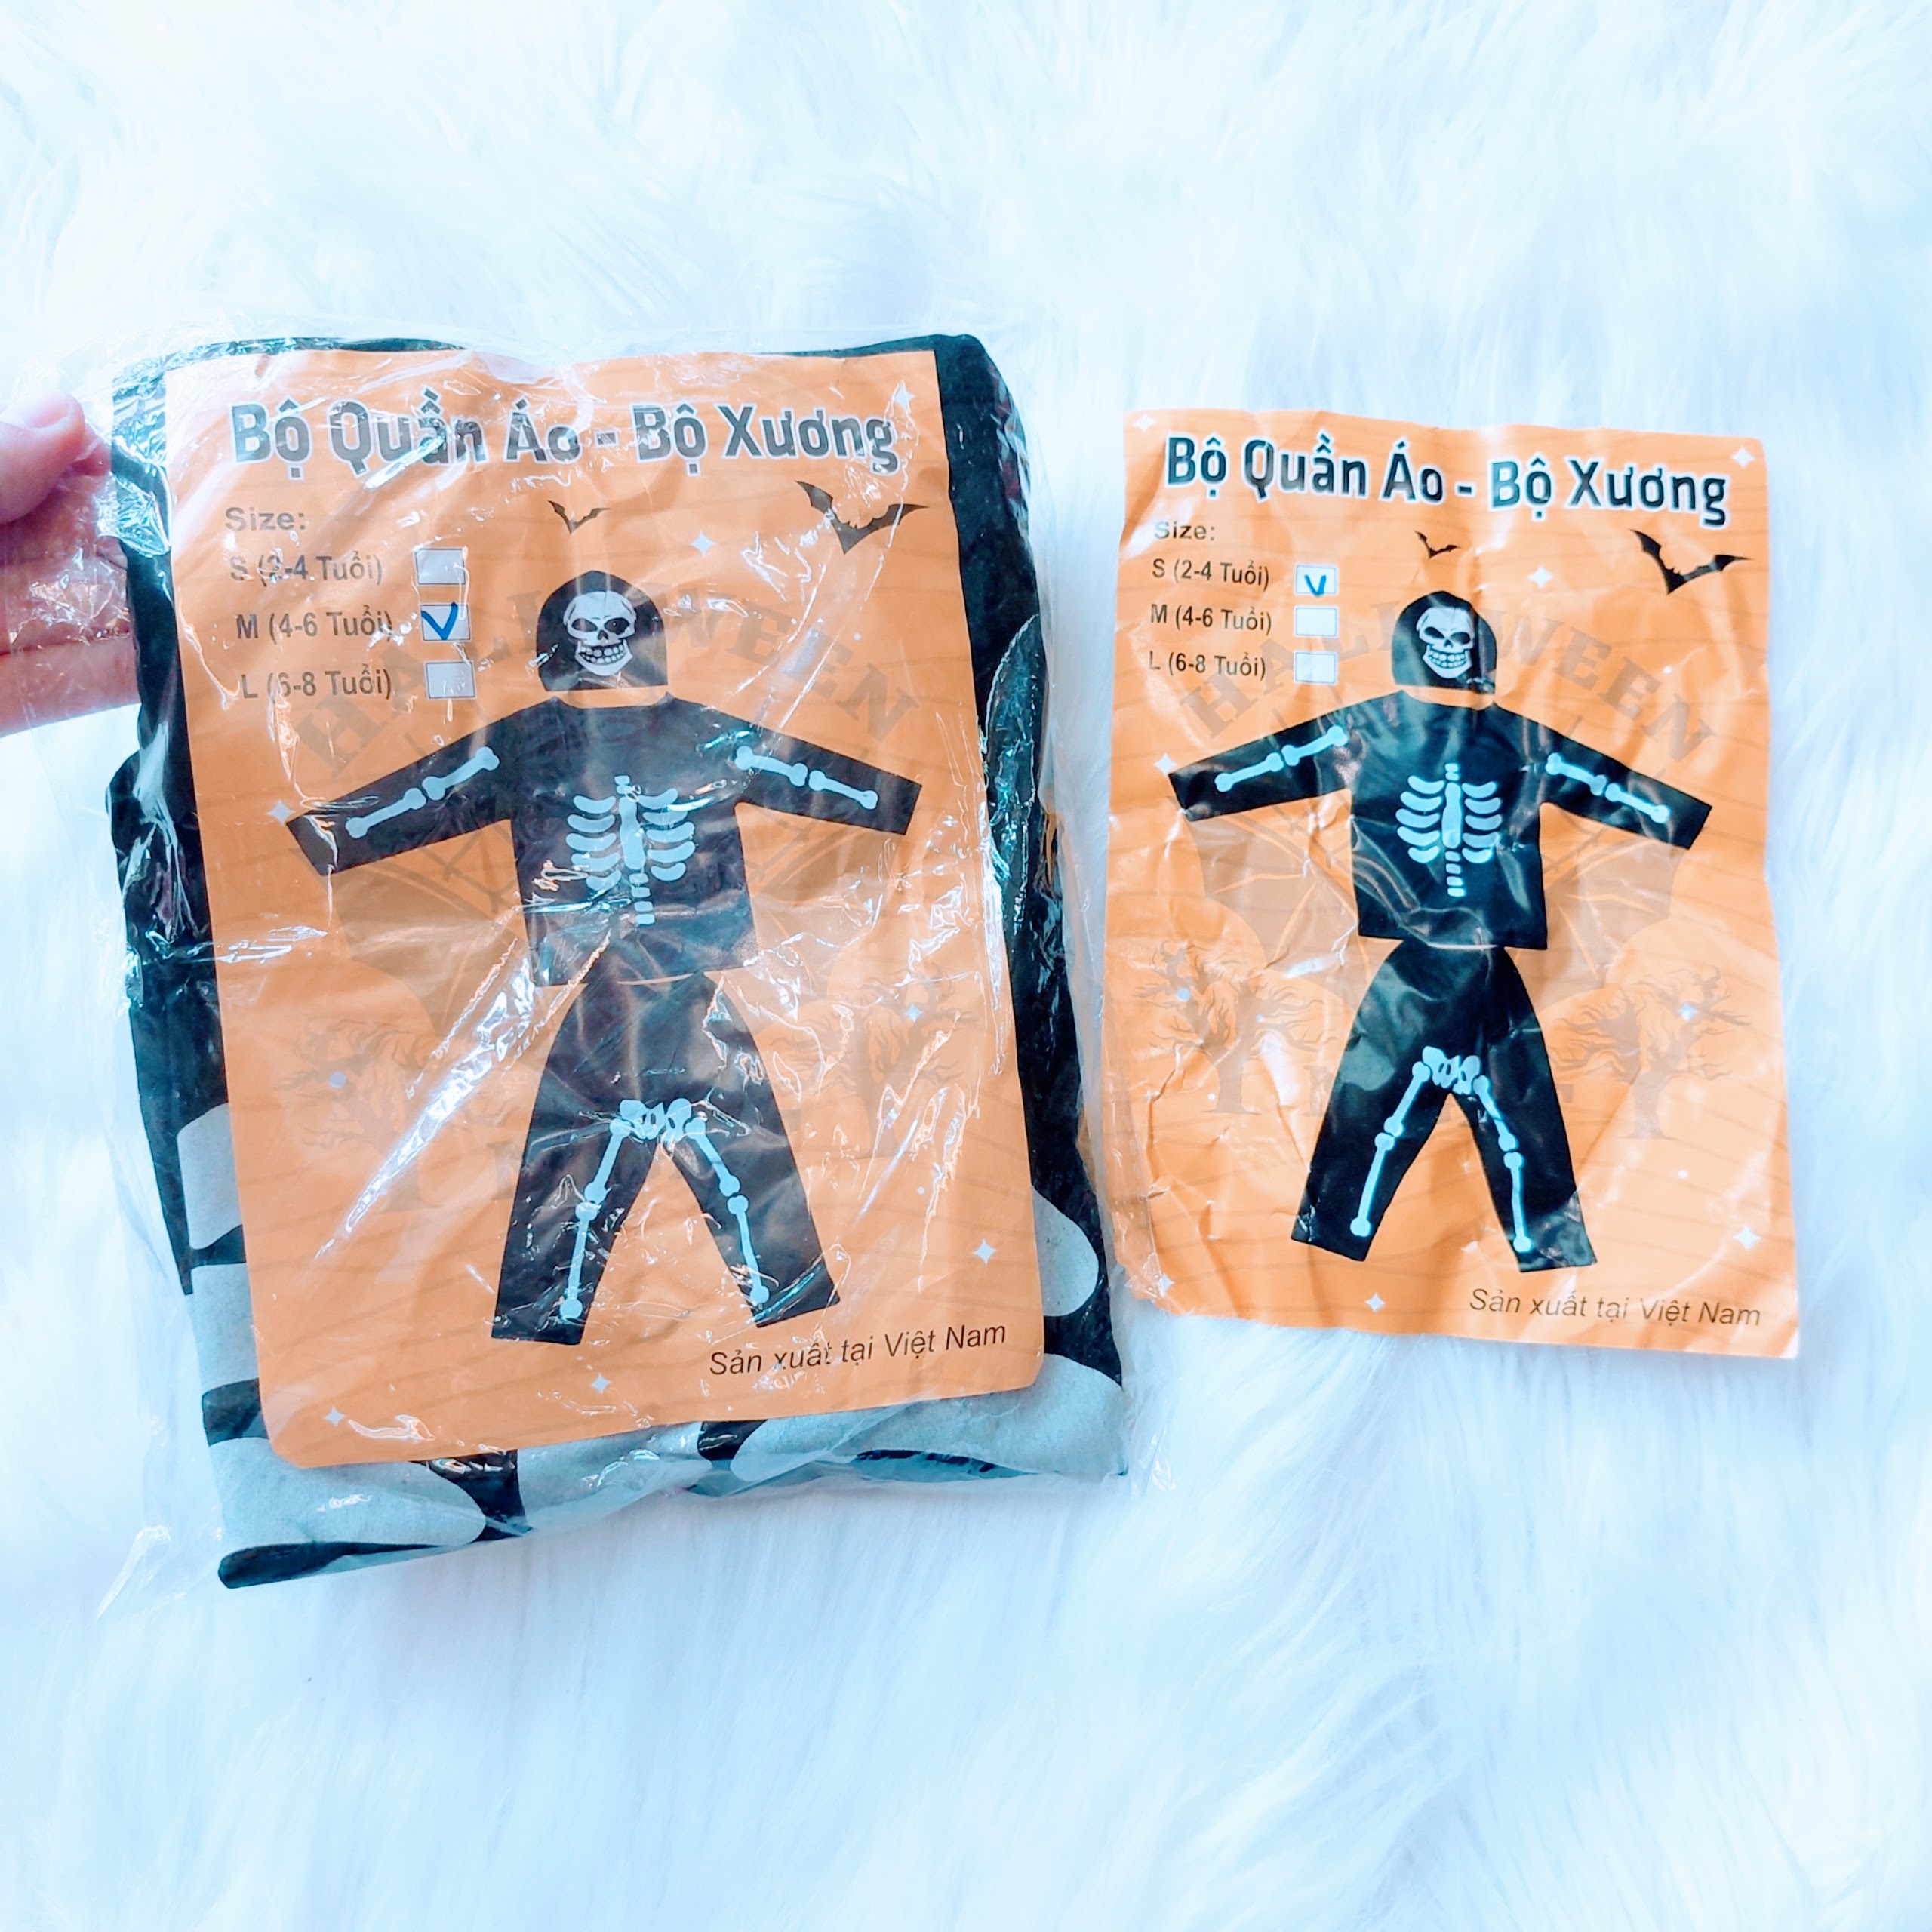 Bộ Quần Áo - Bộ Xương
Size:
S (2-4 Tuổi)
M (4-6 Tuổi)
L (6-8 Tuổi)
HALLOWEEN
Sản xuất tại Việt Nam
Bộ Quần Áo - Bộ Xương
Size:
S (2-4 Tuổi)
M (4-6 Tuổi)
L (6-8 Tuổi)
HALLOWEEN
Sản xuất tại Việt Nam